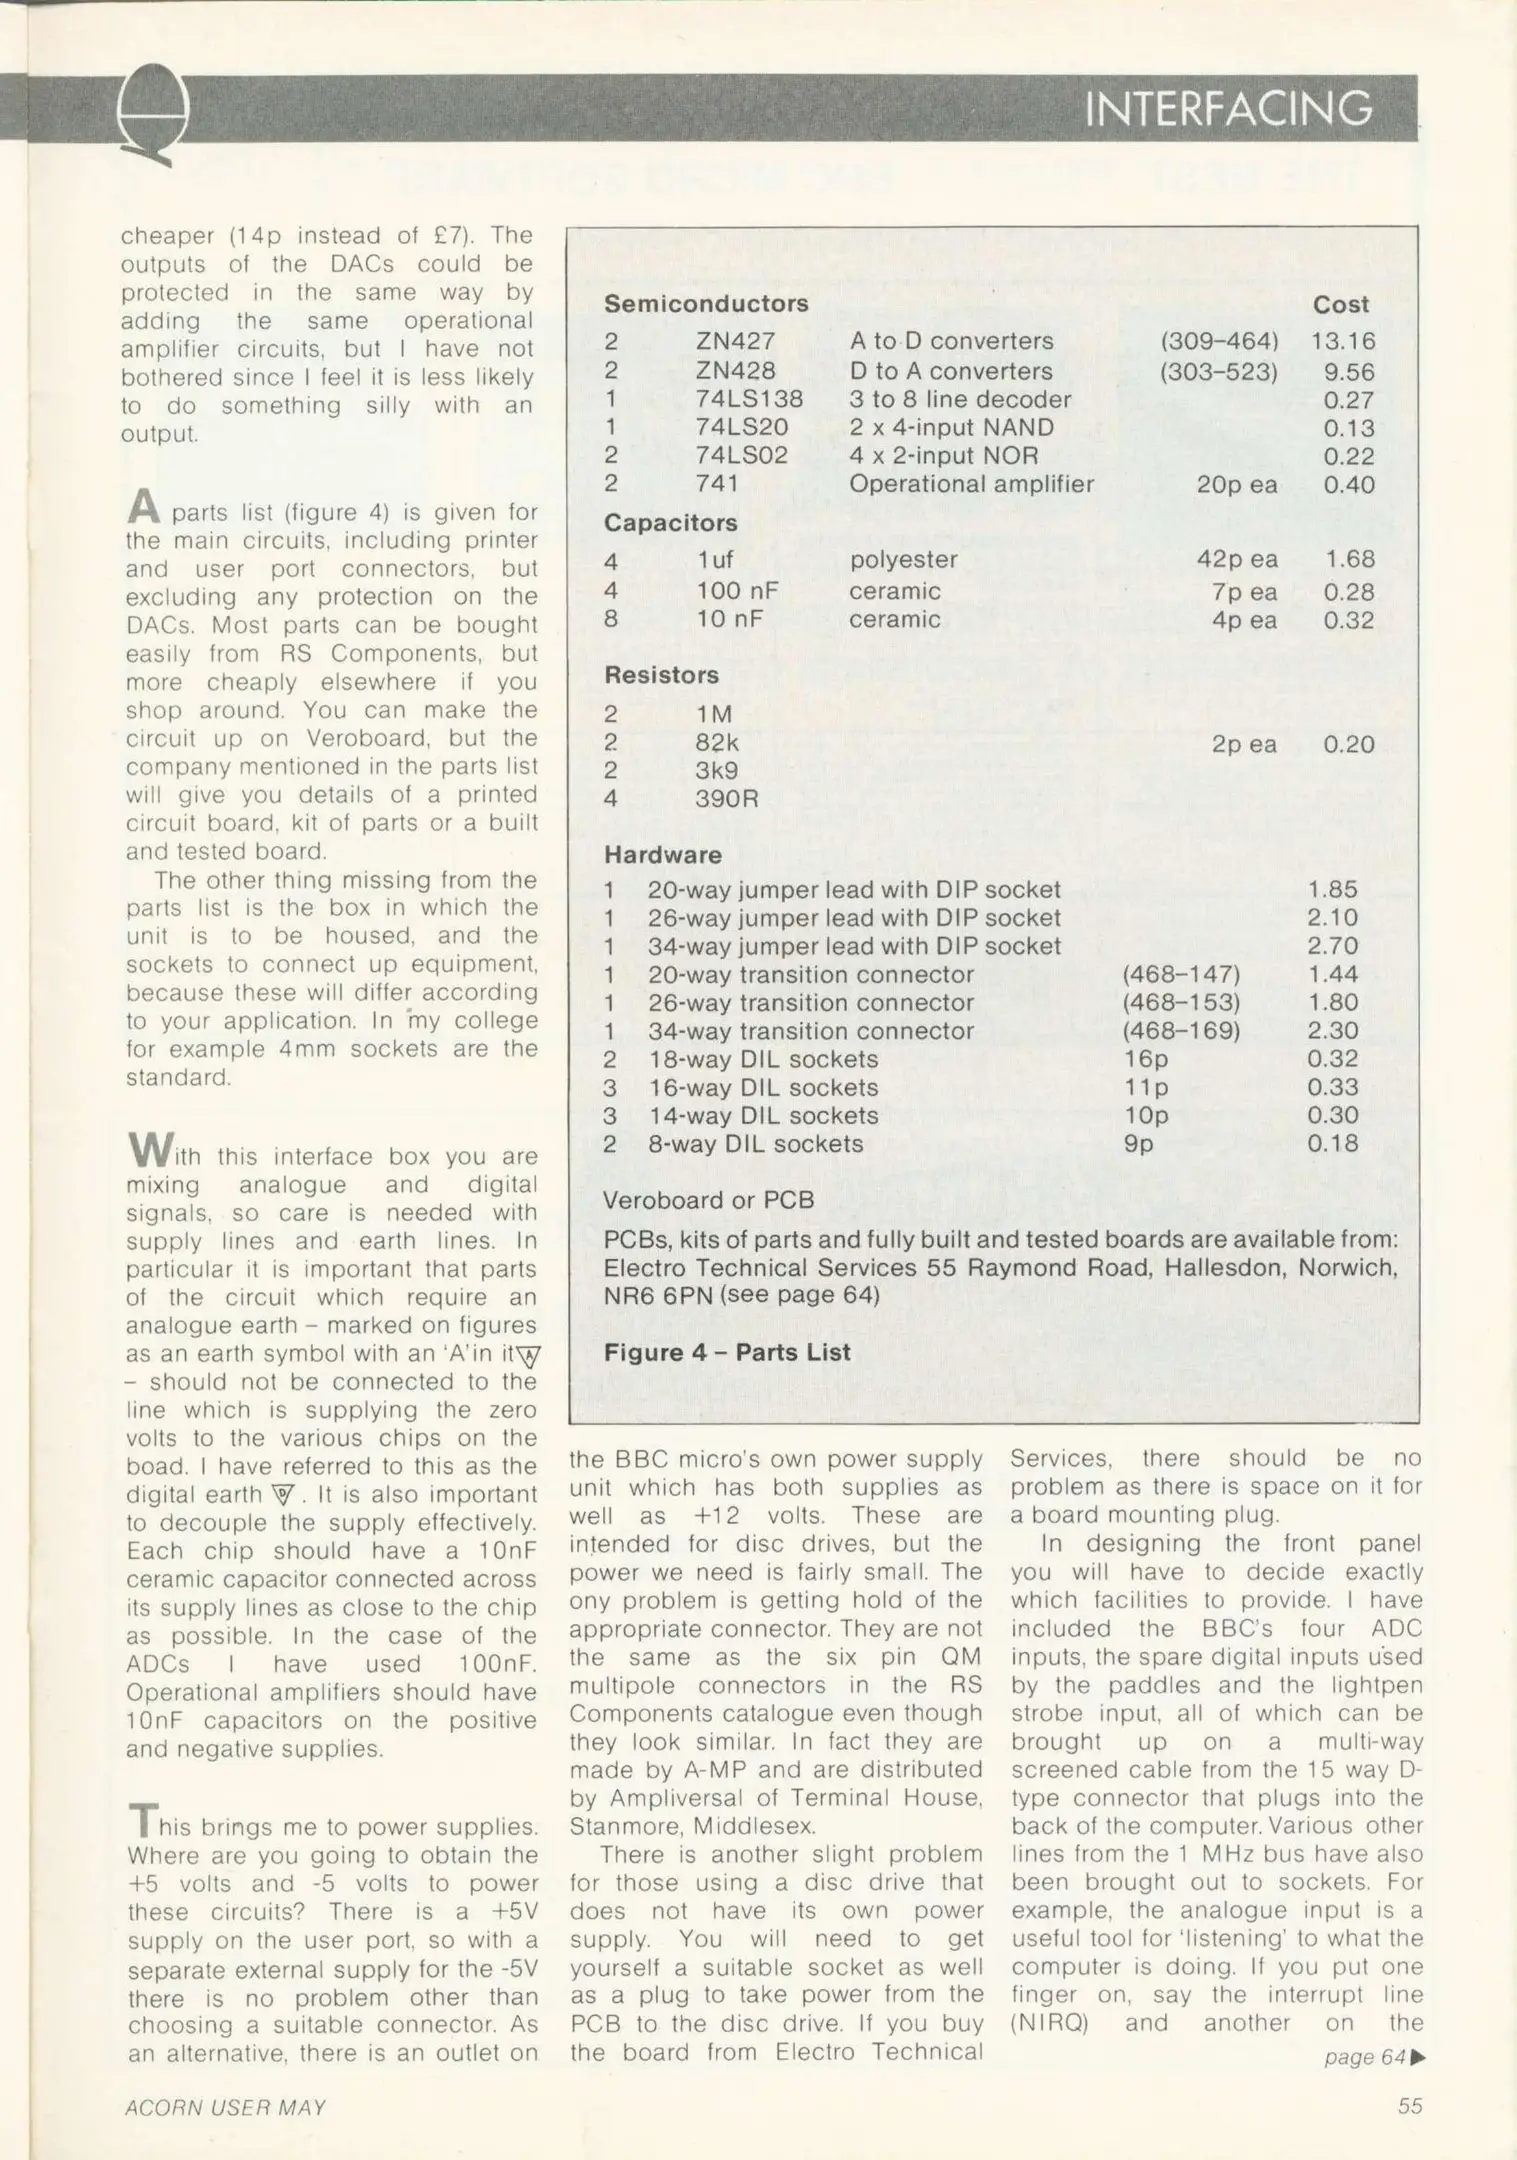 INTERFACING
cheaper (14p instead of £7). The
outputs of the DACs could be
protected in the same way by
adding the same operational
amplifier circuits, but I have not
bothered since I feel it is less likely
to do something silly with an
output.
A parts list (figure 4) is given for
the main circuits, including printer
and user port connectors, but
excluding any protection on the
DACs. Most parts can be bought
easily from RS Components, but
more cheaply elsewhere if you
shop around. You can make the
circuit up on Veroboard, but the
company mentioned in the parts list
will give you details of a printed
circuit board, kit of parts or a built
and tested board.
The other thing missing from the
parts list is the box in which the
unit is to be housed, and the
sockets to connect up equipment,
because these will differ according
to your application. In my college
for example 4mm sockets are the
standard.
With this interface box you are
mixing analogue and digital
signals, so care is needed with
supply lines and earth lines. In
particular it is important that parts
of the circuit which require an
analogue earth – marked on figures
as an earth symbol with an 'A' in it
– should not be connected to the
line which is supplying the zero
volts to the various chips on the
boad. I have referred to this as the
digital earth . It is also important
to decouple the supply effectively.
Each chip should have a 10nF
ceramic capacitor connected across
its supply lines as close to the chip
as possible. In the case of the
ADCs I have used 100nF.
Operational amplifiers should have
10nF capacitors on the positive
and negative supplies.
This brings me to power supplies.
Where are you going to obtain the
+5 volts and -5 volts to power
these circuits? There is a +5V
supply on the user port, so with a
separate external supply for the -5V
there is no problem other than
choosing a suitable connector. As
an alternative, there is an outlet on
Semiconductors Cost
2 ZN427 A to D converters (309–464) 13.16
2 ZN428 D to A converters (303–523) 9.56
1 74LS138 3 to 8 line decoder 0.27
1 74LS20 2 x 4-input NAND 0.13
2 74LS02 4 x 2-input NOR 0.22
2 741 Operational amplifier 20p ea 0.40
Capacitors
4 1uf polyester 42p ea 1.68
4 100 nF ceramic 7p ea 0.28
8 10 nF ceramic 4p ea 0.32
Resistors
2 1M
2 82k 2p ea 0.20
2 3k9
4 390R
Hardware
1 20-way jumper lead with DIP socket 1.85
1 26-way jumper lead with DIP socket 2.10
1 34-way jumper lead with DIP socket 2.70
1 20-way transition connector (468–147) 1.44
1 26-way transition connector (468–153) 1.80
1 34-way transition connector (468–169) 2.30
2 18-way DIL sockets 16p 0.32
3 16-way DIL sockets 11p 0.33
3 14-way DIL sockets 10p 0.30
2 8-way DIL sockets 9p 0.18
Veroboard or PCB
PCBs, kits of parts and fully built and tested boards are available from:
Electro Technical Services 55 Raymond Road, Hallesdon, Norwich,
NR6 6PN (see page 64)
Figure 4 – Parts List
the BBC micro's own power supply
unit which has both supplies as
well as +12 volts. These are
intended for disc drives, but the
power we need is fairly small. The
ony problem is getting hold of the
appropriate connector. They are not
the same as the six pin QM
multipole connectors in the RS
Components catalogue even though
they look similar. In fact they are
made by A-MP and are distributed
by Ampliversal of Terminal House,
Stanmore, Middlesex.
There is another slight problem
for those using a disc drive that
does not have its own power
supply. You will need to get
yourself a suitable socket as well
as a plug to take power from the
PCB to the disc drive. If you buy
the board from Electro Technical
Services, there should be no
problem as there is space on it for
a board mounting plug.
In designing the front panel
you will have to decide exactly
which facilities to provide. I have
included the BBC's four ADC
inputs, the spare digital inputs used
by the paddles and the lightpen
strobe input, all of which can be
brought up on a multi-way
screened cable from the 15 way D-
type connector that plugs into the
back of the computer. Various other
lines from the 1 MHz bus have also
been brought out to sockets. For
example, the analogue input is a
useful tool for 'listening' to what the
computer is doing. If you put one
finger on, say the interrupt line
(NIRQ) and another on the
page 64▶
ACORN USER MAY
55